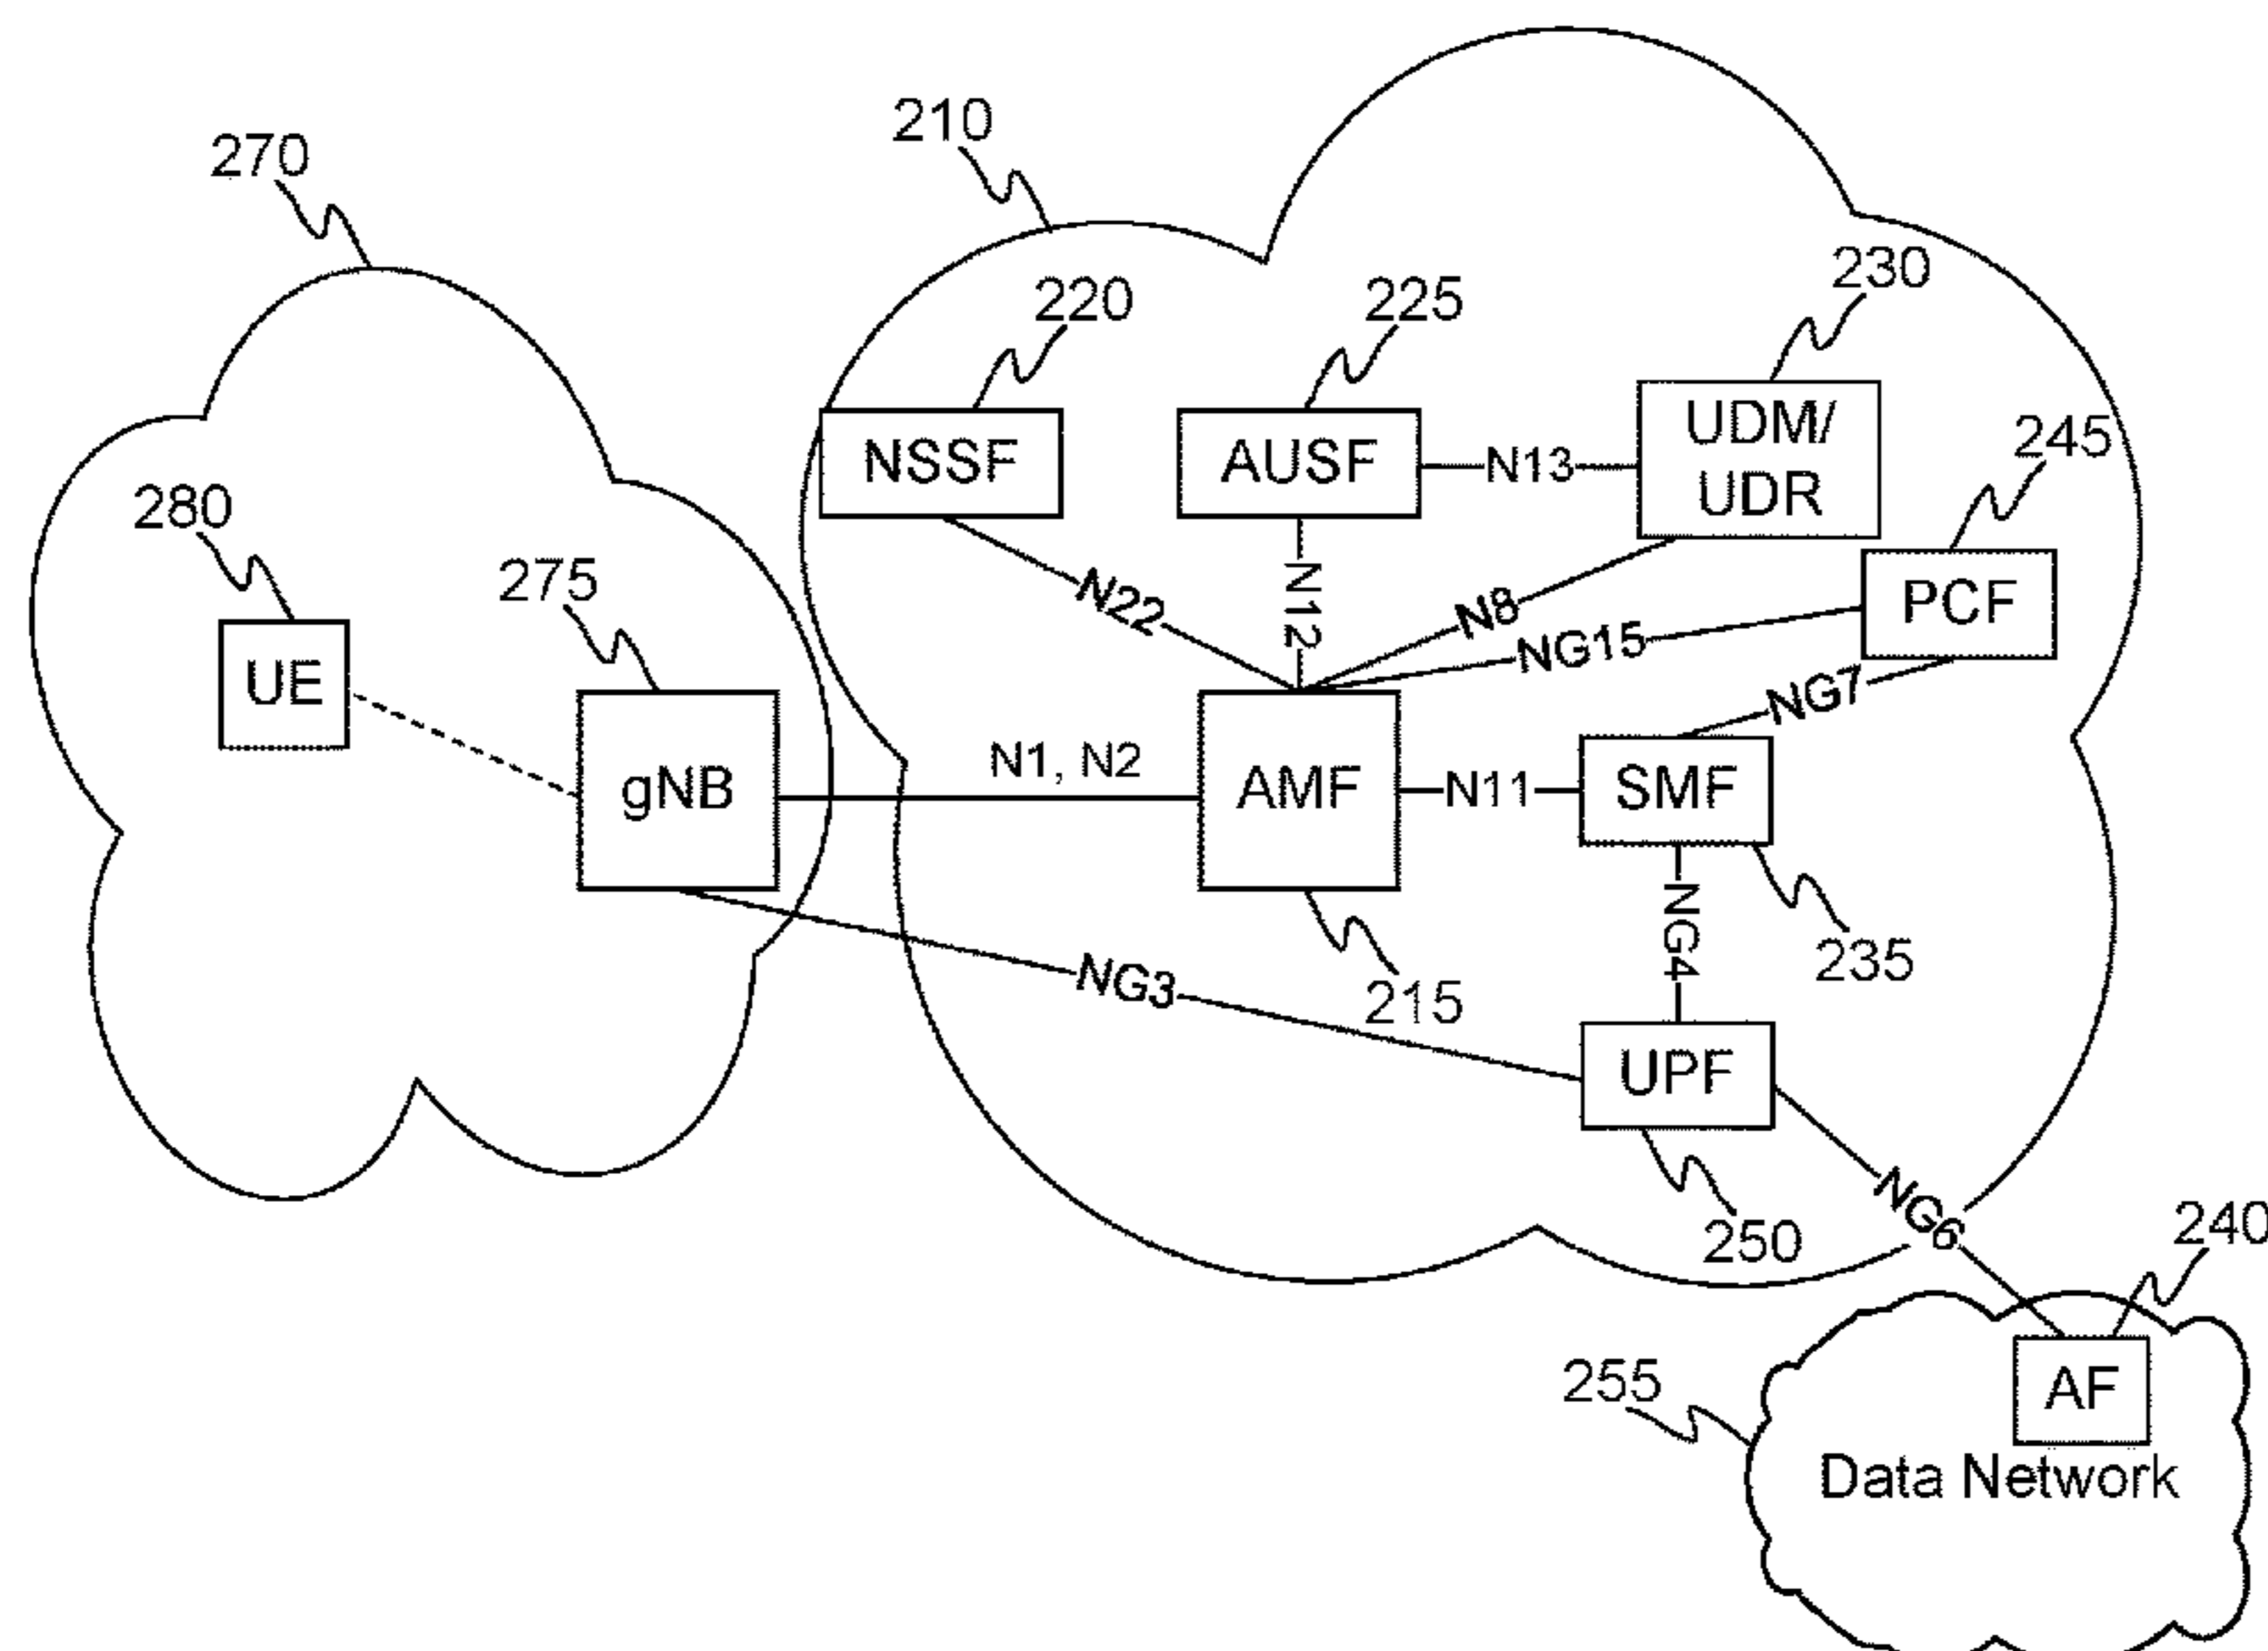 210
270
230
220
225
UDM/
UDR
245
NSSF
AUSF
N13
280
275
N22
N12
N8
PCF
NG15
UE
NG7
N1, N2
gNB
AMF
N11
SMF
NG4
235
NG3
215
UPF
NG6
240
250
255
AF
Data Network